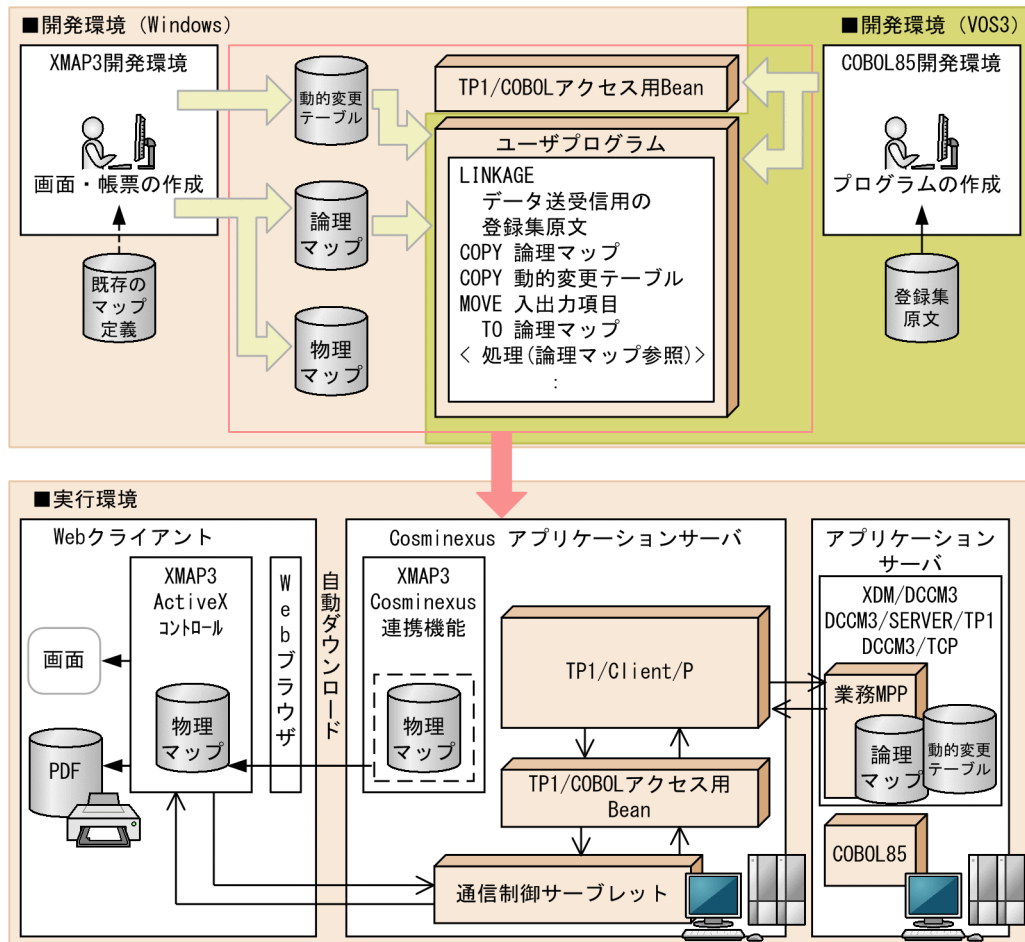 ■開発環境（Windows）
■開発環境（VOS3）
XMAP3開発環境
画面・帳票の作成
既存の
マップ
定義
動的変更
テーブル
論理
マップ
物理
マップ
TP1/COBOLアクセス用Bean
ユーザプログラム
LINKAGE
データ送受信用の
登録集原文
COPY 論理マップ
COPY 動的変更テーブル
MOVE 入出力項目
TO 論理マップ
< 処理(論理マップ参照)>
:
COBOL85開発環境
プログラムの作成
登録集
原文
■実行環境
Webクライアント
XMAP3
ActiveX
コントロール
物理
マップ
画面
PDF
Webブラウザ
自動ダウンロード
Cosminexus アプリケーションサーバ
XMAP3
Cosminexus
連携機能
物理
マップ
TP1/Client/P
TP1/COBOLアクセス用
Bean
通信制御サーブレット
アプリケーション
サーバ
XDM/DCCM3
DCCM3/SERVER/TP1
DCCM3/TCP
業務MPP
論理
マップ
動的変更
テーブル
COBOL85